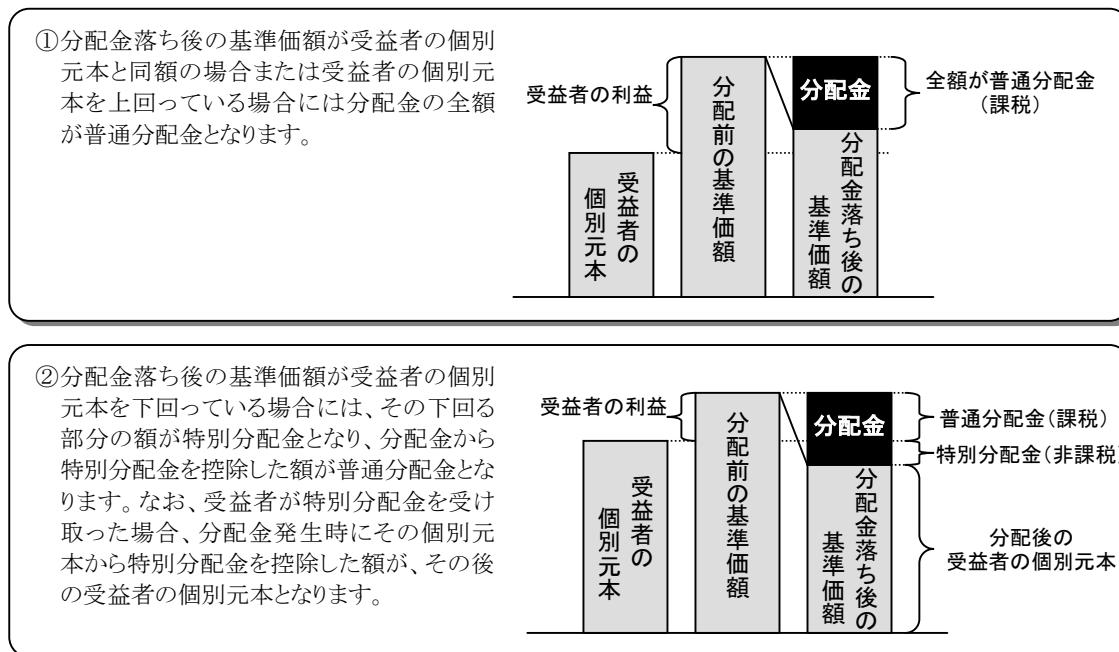 ①分配金落ち後の基準価額が受益者の個別
元本と同額の場合または受益者の個別元
本を上回っている場合には分配金の全額
が普通分配金となります。
受益者の利益
分配金
全額が普通分配金
(課税)
受益者の
個別元本
分配前の基準価額
分配金落ち後の
基準価額
②分配金落ち後の基準価額が受益者の個別
元本を下回っている場合には、その下回る
部分の額が特別分配金となり、分配金から
特別分配金を控除した額が普通分配金とな
ります。なお、受益者が特別分配金を受け
取った場合、分配金発生時にその個別元
本から特別分配金を控除した額が、その後
の受益者の個別元本となります。
受益者の利益
分配金
普通分配金(課税)
特別分配金(非課税)
受益者の
個別元本
分配前の基準価額
分配金落ち後の
基準価額
分配後の
受益者の個別元本